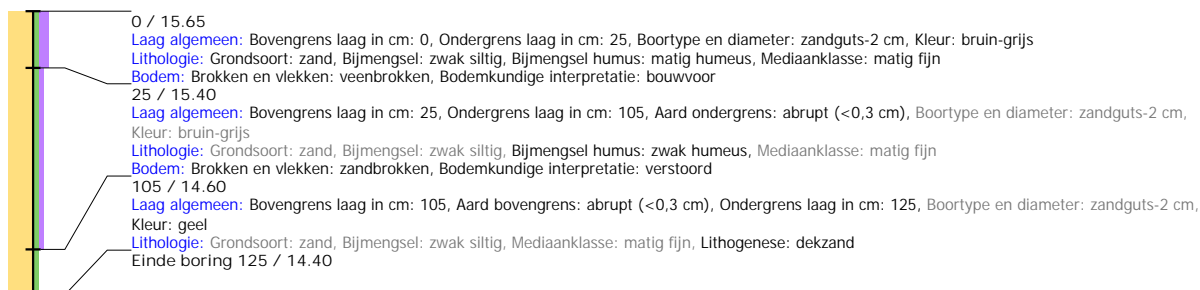 0 / 15.65
Laag algemeen: Bovengrens laag in cm: 0, Ondergrens laag in cm: 25, Boortype en diameter: zandguts-2 cm, Kleur: bruin-grijs
Lithologie: Grondsoort: zand, Bijmengsel: zwak siltig, Bijmengsel humus: matig humeus, Mediaanklasse: matig fijn
Bodem: Brokken en vlekken: veenbrokken, Bodemkundige interpretatie: bouwvoor
25 / 15.40
Laag algemeen: Bovengrens laag in cm: 25, Ondergrens laag in cm: 105, Aard ondergrens: abrupt (<0,3 cm), Boortype en diameter: zandguts-2 cm,
Kleur: bruin-grijs
Lithologie: Grondsoort: zand, Bijmengsel: zwak siltig, Bijmengsel humus: zwak humeus, Mediaanklasse: matig fijn
Bodem: Brokken en vlekken: zandbrokken, Bodemkundige interpretatie: verstoord
105 / 14.60
Laag algemeen: Bovengrens laag in cm: 105, Aard bovengrens: abrupt (<0,3 cm), Ondergrens laag in cm: 125, Boortype en diameter: zandguts-2 cm,
Kleur: geel
Lithologie: Grondsoort: zand, Bijmengsel: zwak siltig, Mediaanklasse: matig fijn, Lithogenese: dekzand
Einde boring 125 / 14.40